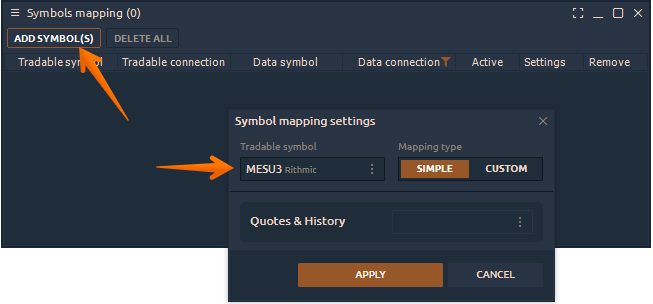 Symbols mapping (0)
ADD SYMBOL(S) DELETE ALL
Tradable symbol Tradable connection Data symbol Data connection Active Settings Remove
Symbol mapping settings
Tradable symbol Mapping type
MESU3 Rithmic SIMPLE CUSTOM
Quotes & History
APPLY CANCEL